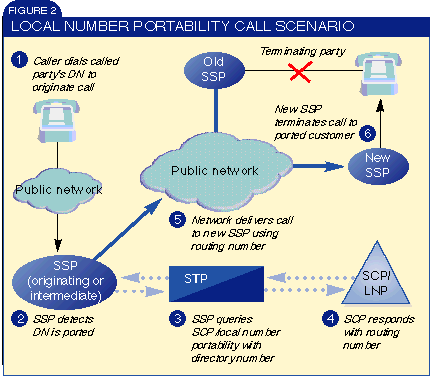 FIGURE 2
LOCAL NUMBER PORTABILITY CALL SCENARIO
1
Caller dials called
party's DN to
originate call
Old
SSP
Terminating party
New SSP
terminates call to
ported customer
6
Public network
Public network
New
SSP
5
Network delivers call
to new SSP using
routing number
SSP
(originating or
intermediate)
STP
SCP/
LNP
2
SSP detects
DN is ported
3
SSP queries
SCP/local number
portability with
directory number
4
SCP responds
with routing
number